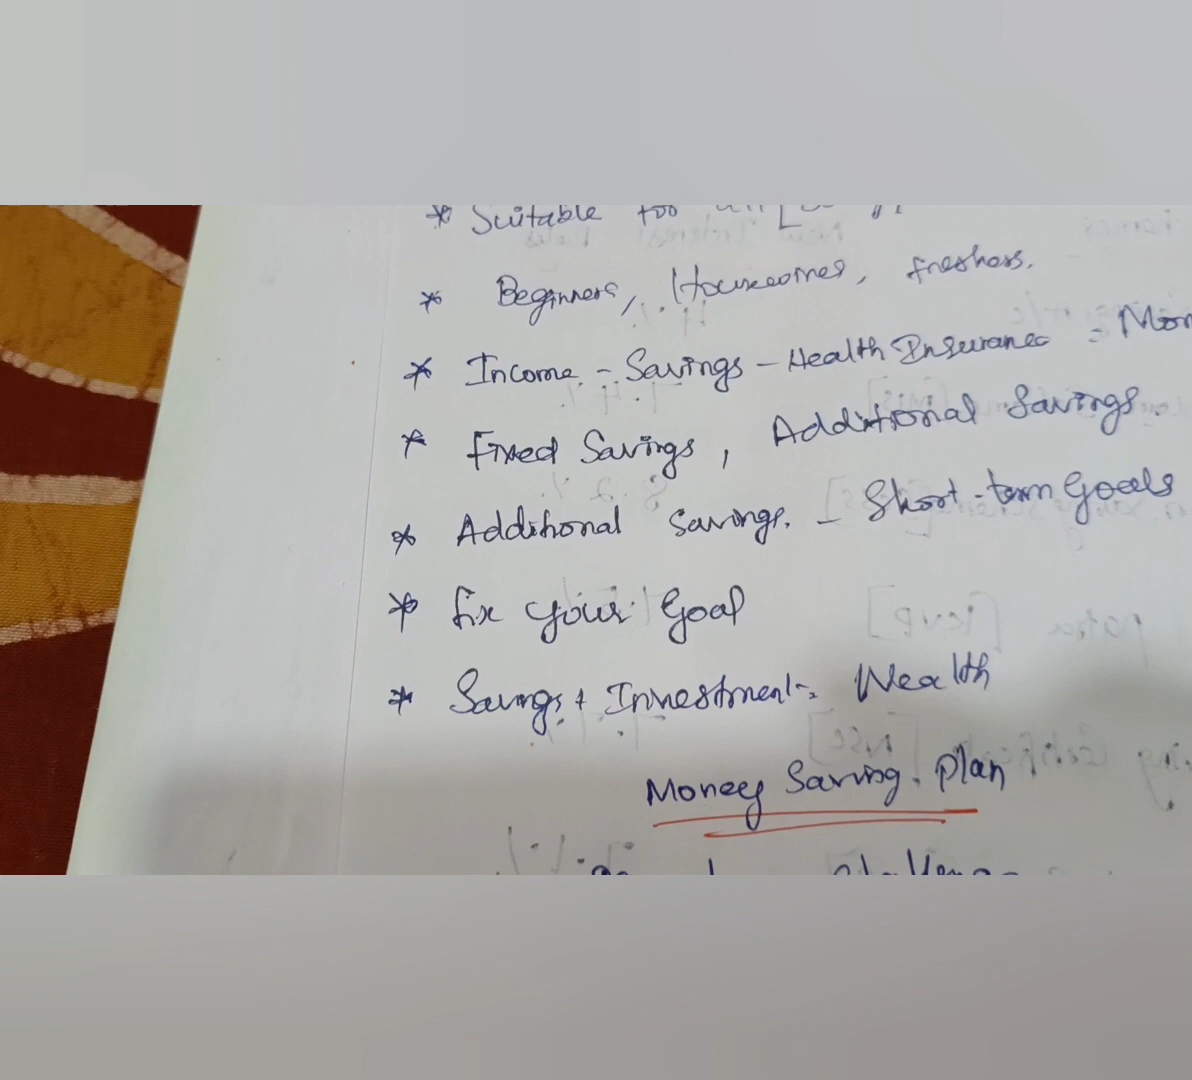 * Suitable for
* Beginners, Housewives, freshers.
* Income - Savings - Health Insurance = Mon
* Fixed Savings, Additional Savings.
* Additional Savings. - Short-term Goals
* fix your Goal
* Savings + Investment = Wealth
Money Saving Plan